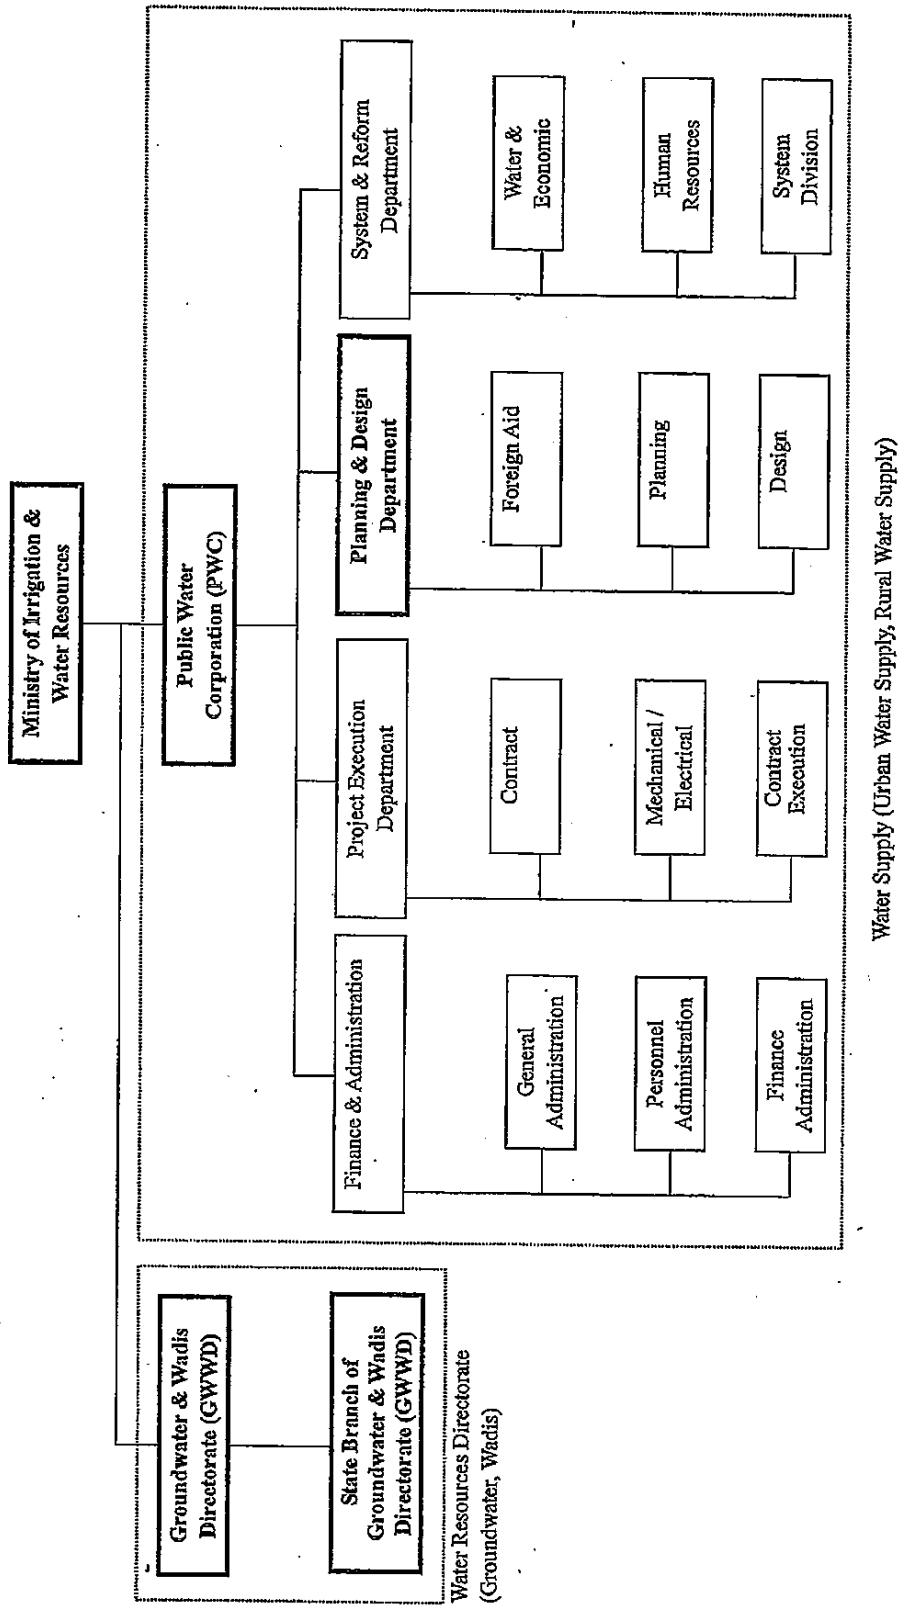 Ministry of Irrigation &
Water Resources
Groundwater & Wadis
Directorate (GWWD)
State Branch of
Groundwater & Wadis
Directorate (GWWD)
Water Resources Directorate
(Groundwater, Wadis)
Public Water
Corporation (PWC)
Finance & Administration
General
Administration
Personnel
Administration
Finance
Administration
Project Execution
Department
Contract
Mechanical /
Electrical
Contract
Execution
Planning & Design
Department
Foreign Aid
Planning
Design
System & Reform
Department
Water &
Economic
Human
Resources
System
Division
Water Supply (Urban Water Supply, Rural Water Supply)